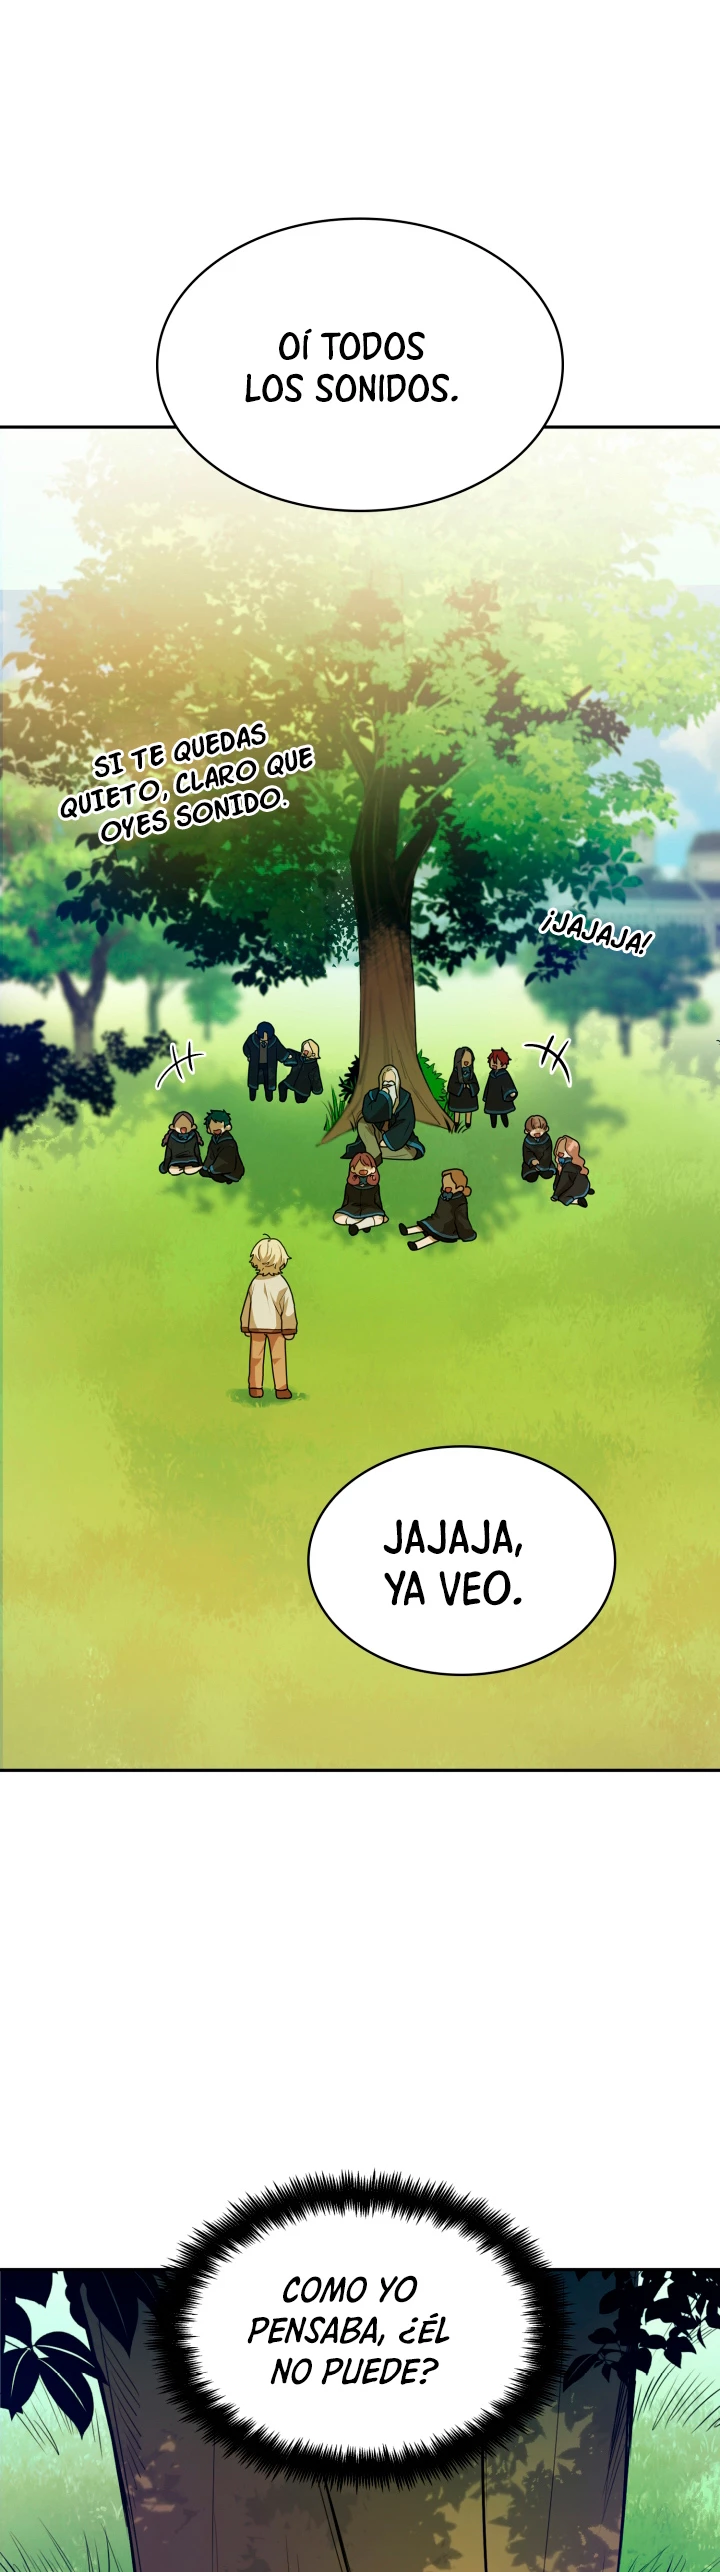 OÍ TODOS
LOS SONIDOS.
SI TE QUEDAS
QUIETO, CLARO QUE
OYES SONIDO.
¡JAJAJA!
JAJAJA,
YA VEO.
COMO YO
PENSABA, ¿ÉL
NO PUEDE?